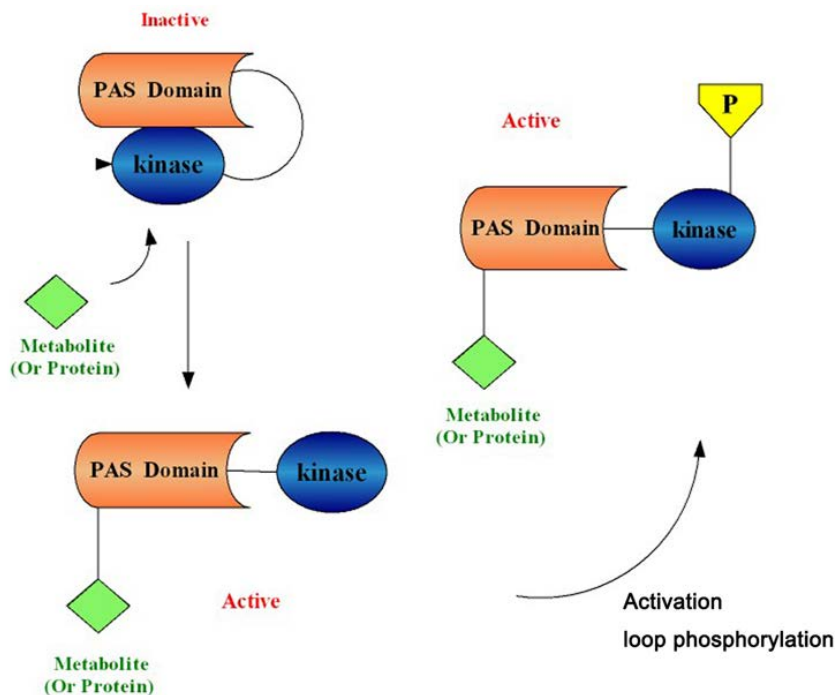 Inactive
PAS Domain
kinase
Metabolite
(Or Protein)
PAS Domain
kinase
Metabolite
(Or Protein)
Active
Active
P
PAS Domain
kinase
Metabolite
(Or Protein)
Activation
loop phosphorylation